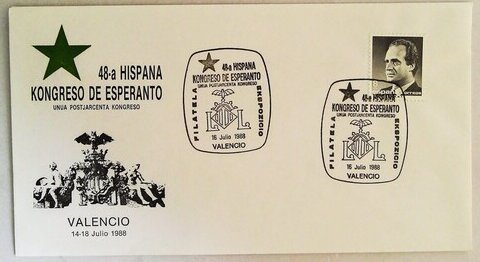 48-a HISPANA
KONGRESO DE ESPERANTO
UNUA POSTJARCENTA KONGRESO
VALENCIO
14-18 Julio 1988
48-a HISPANA
KONGRESO DE ESPERANTO
UNUA POSTJARCENTA KONGRESO
FILATELA
EKSPOZICIO
L L
16 Julio 1988
VALENCIO
48-a HISPANA
KONGRESO DE ESPERANTO
UNUA POSTJARCENTA KONGRESO
FILATELA
EKSPOZICIO
L L
16 Julio 1988
VALENCIO
españa
correos